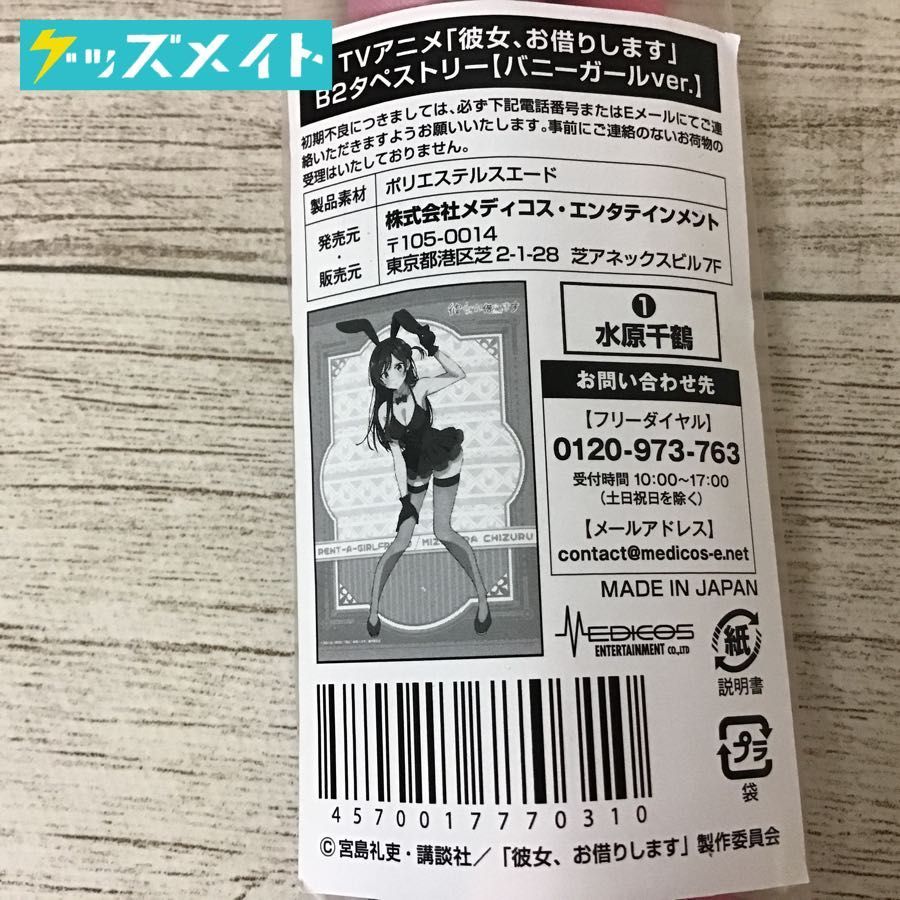 グッズメイト
TVアニメ「彼女、お借りします」
B2タペストリー【バニーガールver.】
初期不良につきましては、必ず下記電話番号またはEメールにてご連
絡いただきますようお願いいたします。事前にご連絡のないお荷物の
受理はいたしておりません。
製品素材 ポリエステルスエード
発売元・販売元
株式会社メディコス・エンタテインメント
〒105-0014
東京都港区芝2-1-28 芝アネックスビル7F
彼女、お借りします
RENT-A-GIRLFRIEND / MIZUHARA CHIZURU
❶
水原千鶴
お問い合わせ先
【フリーダイヤル】
0120-973-763
受付時間 10:00~17:00
(土日祝日を除く)
【メールアドレス】
contact@medicos-e.net
MADE IN JAPAN
MEDICOS
ENTERTAINMENT CO.,LTD
紙
説明書
プラ
袋
4570017770310
©宮島礼吏・講談社/「彼女、お借りします」製作委員会